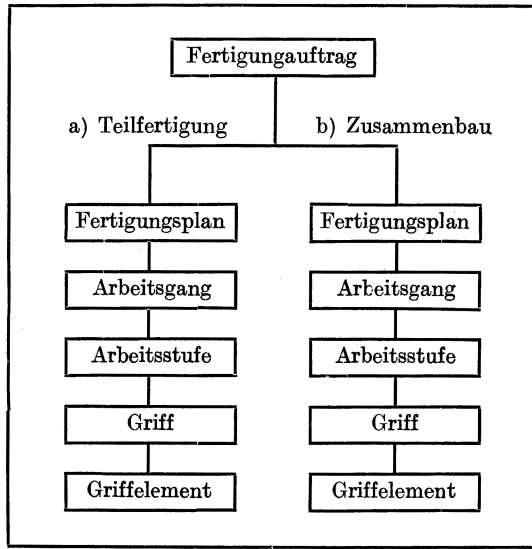 Fertigungauftrag
a) Teilfertigung b) Zusammenbau
Fertigungsplan Fertigungsplan
Arbeitsgang Arbeitsgang
Arbeitsstufe Arbeitsstufe
Griff Griff
Griffelement Griffelement